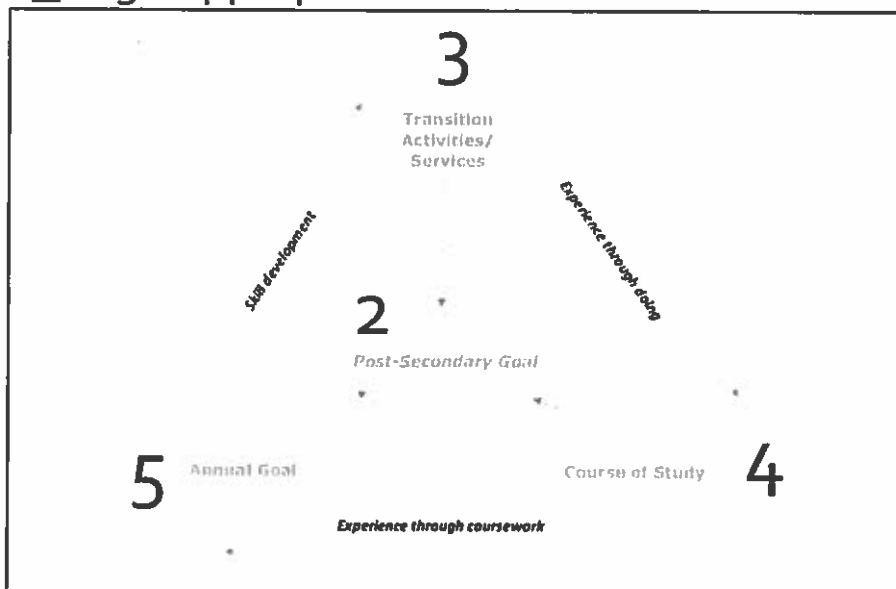 3
Transition
Activities/
Services
Skill development
Experience through doing
2
Post-Secondary Goal
5
Annual Goal
Course of Study
4
Experience through coursework